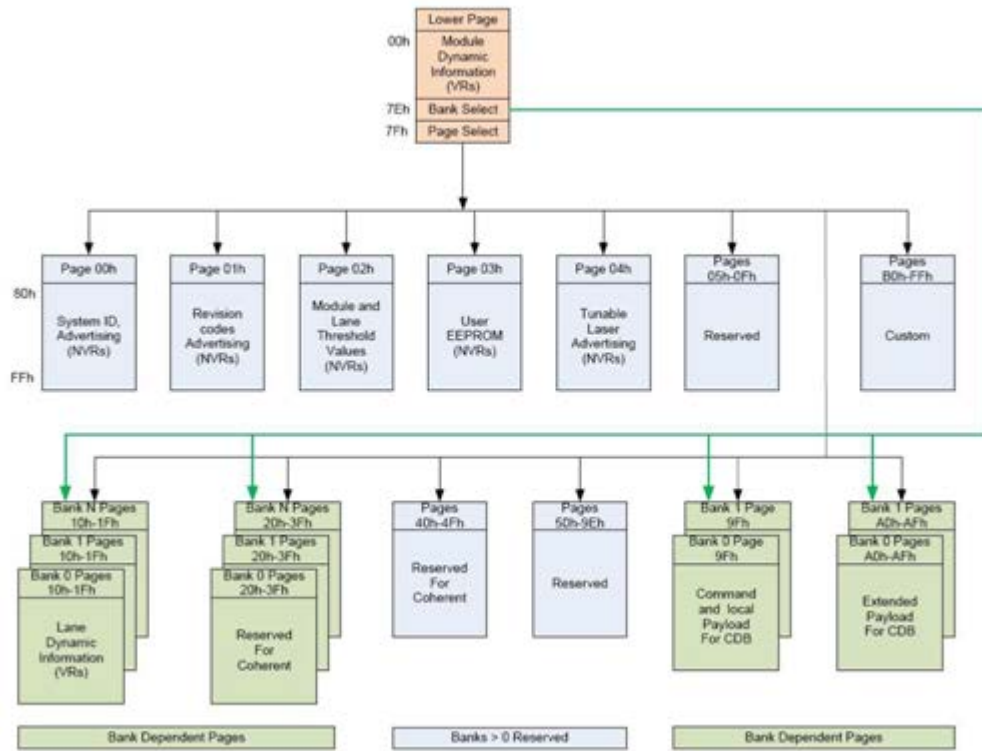 Lower Page
00h
Module
Dynamic
Information
(VRs)
7Eh
Bank Select
7Fh
Page Select
Page 00h
Page 01h
Page 02h
Page 03h
Page 04h
Pages
05h-0Fh
Pages
B0h-FFh
80h
FFh
System ID,
Advertising
(NVRs)
Revision
codes
Advertising
(NVRs)
Module and
Lane
Threshold
Values
(NVRs)
User
EEPROM
(NVRs)
Tunable
Laser
Advertising
(NVRs)
Reserved
Custom
Bank N Pages
10h-1Fh
Bank 1 Pages
10h-1Fh
Bank 0 Pages
10h-1Fh
Lane
Dynamic
Information
(VRs)
Bank N Pages
20h-3Fh
Bank 1 Pages
20h-3Fh
Bank 0 Pages
20h-3Fh
Reserved
For
Coherent
Pages
40h-4Fh
Reserved
For
Coherent
Pages
50h-9Eh
Reserved
Bank 1 Page
9Fh
Bank 0 Page
9Fh
Command
and local
Payload
For CDB
Bank 1 Pages
A0h-AFh
Bank 0 Pages
A0h-AFh
Extended
Payload
For CDB
Bank Dependent Pages
Banks > 0 Reserved
Bank Dependent Pages